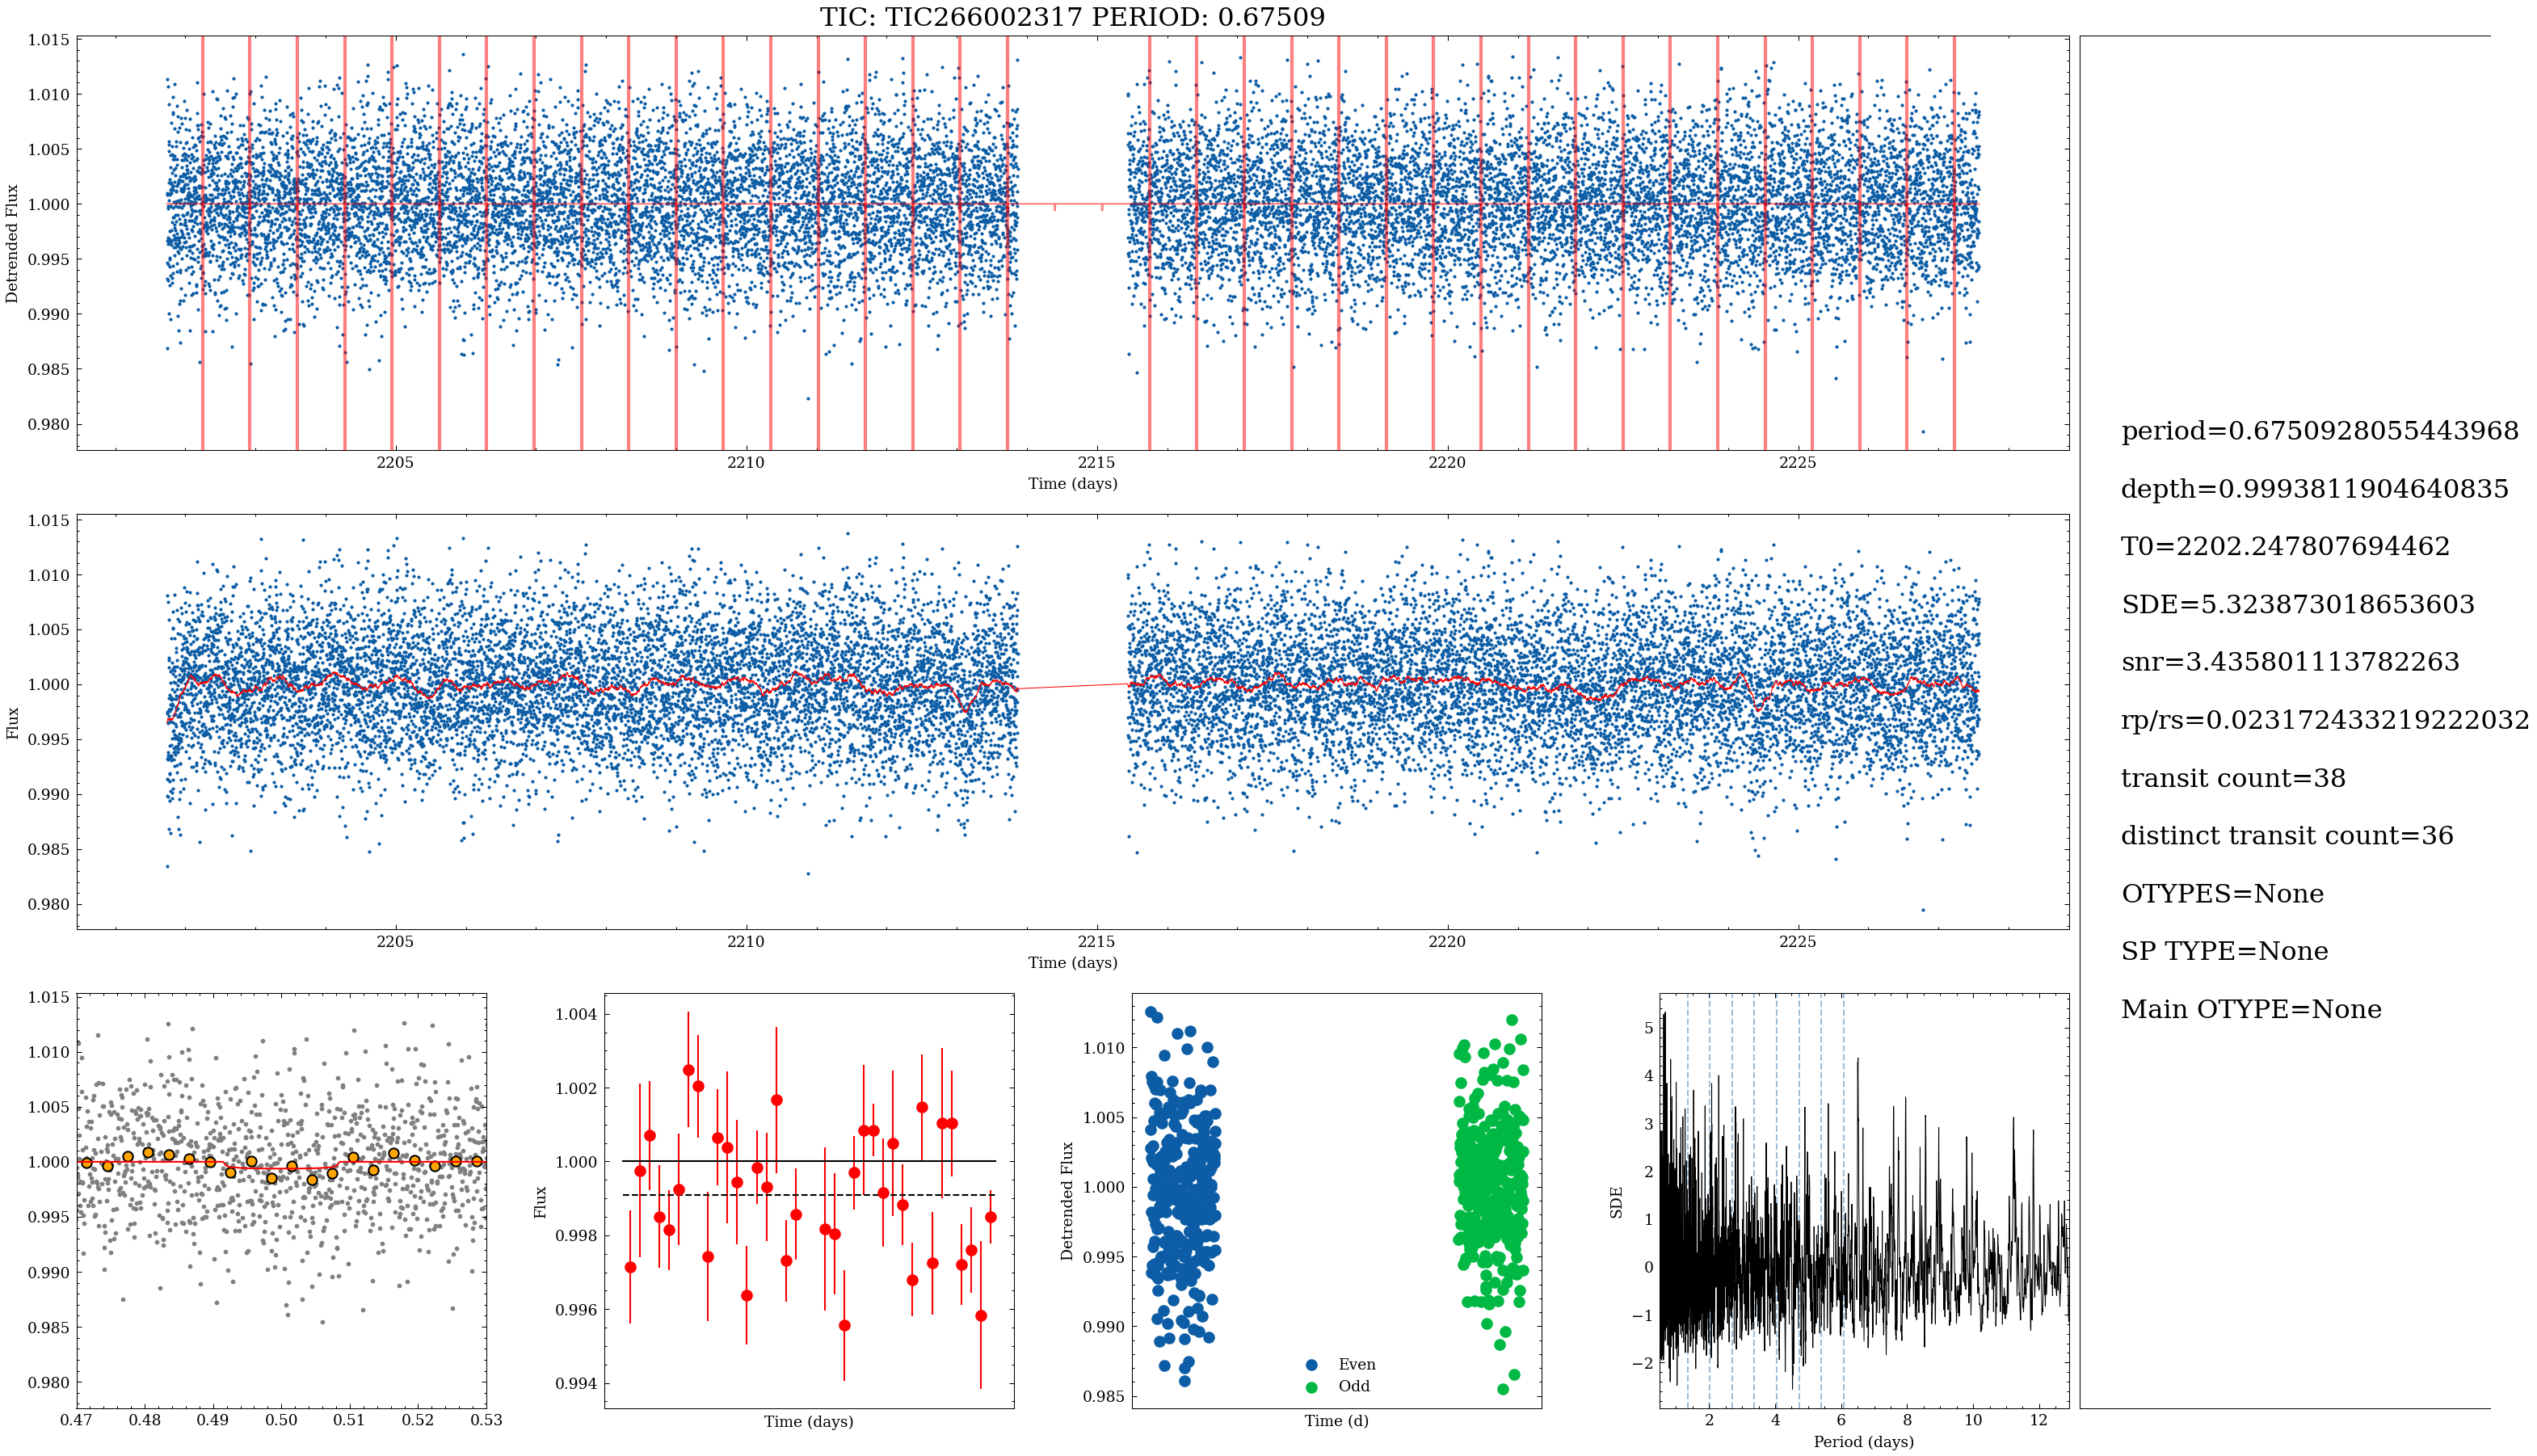 TIC: TIC266002317 PERIOD: 0.67509
1.015
1.010
1.005
1.000
0.995
0.990
0.985
0.980
Detrended Flux
2205
2210
2215
2220
2225
Time (days)
1.015
1.010
1.005
1.000
0.995
0.990
0.985
0.980
Flux
2205
2210
2215
2220
2225
Time (days)
1.015
1.010
1.005
1.000
0.995
0.990
0.985
0.980
0.47
0.48
0.49
0.50
0.51
0.52
0.53
1.004
1.002
1.000
0.998
0.996
0.994
Flux
Time (days)
1.010
1.005
1.000
0.995
0.990
0.985
Detrended Flux
Even
Odd
Time (d)
5
4
3
2
1
0
−1
−2
SDE
2
4
6
8
10
12
Period (days)
period=0.6750928055443968
depth=0.9993811904640835
T0=2202.247807694462
SDE=5.323873018653603
snr=3.435801113782263
rp/rs=0.023172433219222032
transit count=38
distinct transit count=36
OTYPES=None
SP TYPE=None
Main OTYPE=None